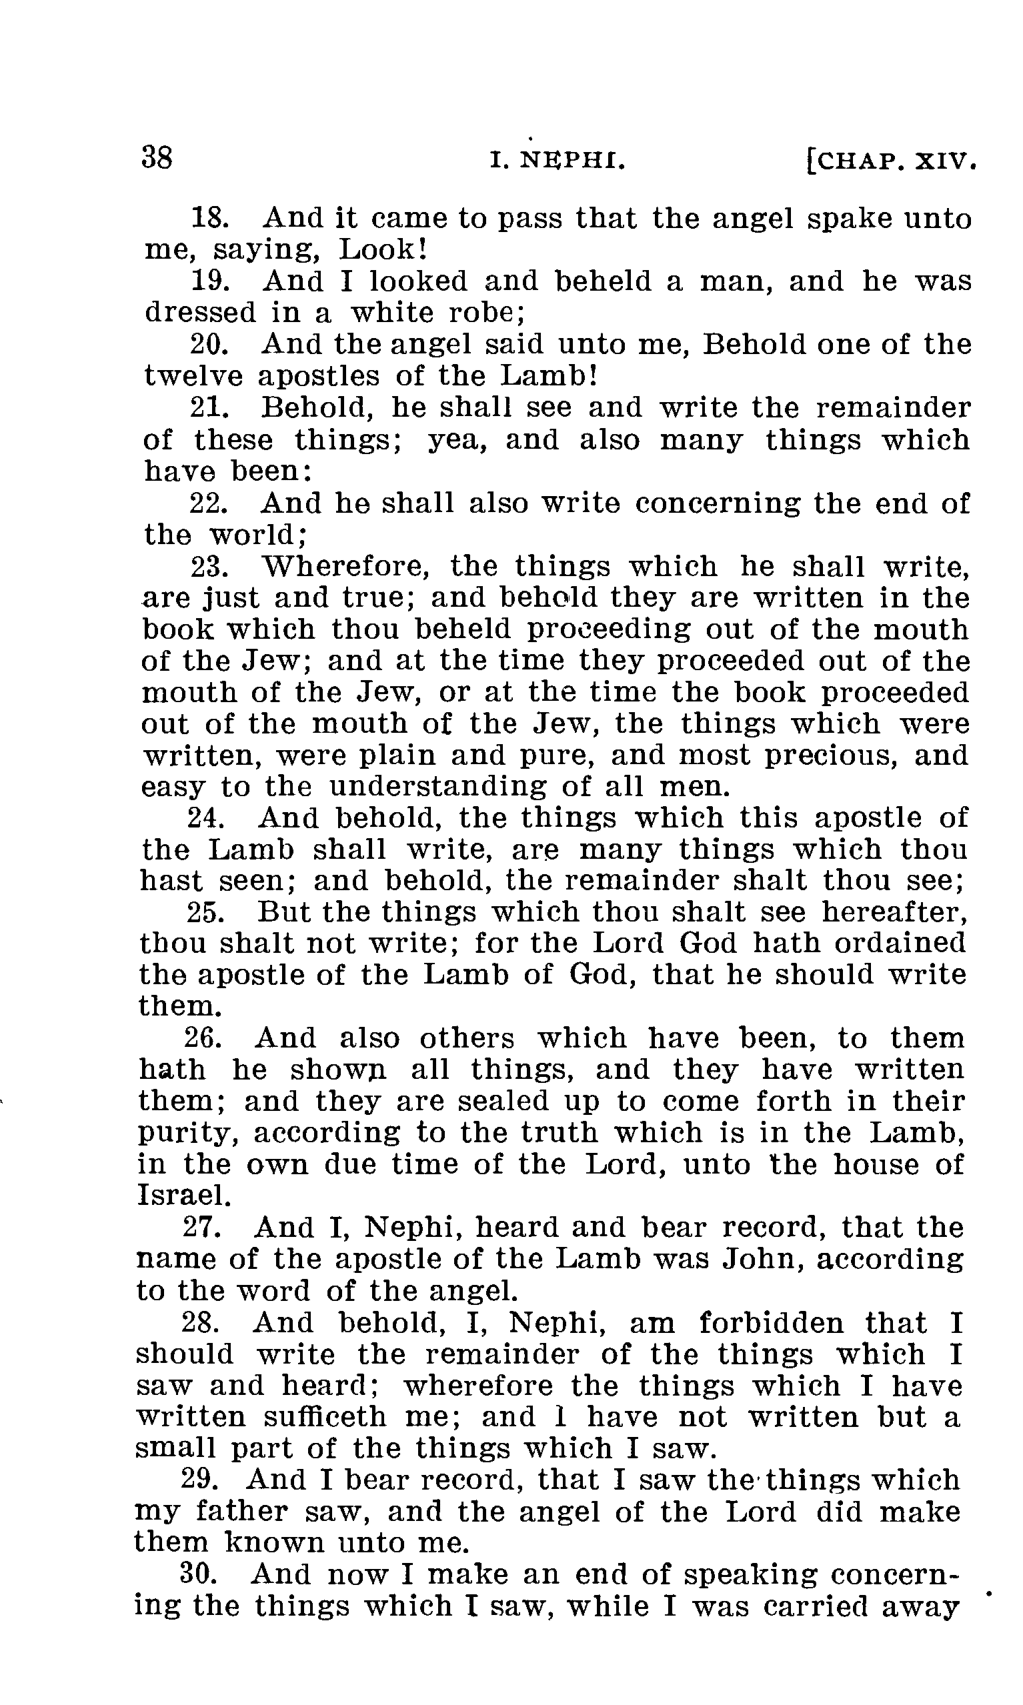 38 I. NEPHI. [CHAP. XIV.
18. And it came to pass that the angel spake unto
me, saying, Look!
19. And I looked and beheld a man, and he was
dressed in a white robe;
20. And the angel said unto me, Behold one of the
twelve apostles of the Lamb!
21. Behold, he shall see and write the remainder
of these things; yea, and also many things which
have been:
22. And he shall also write concerning the end of
the world;
23. Wherefore, the things which he shall write,
are just and true; and behold they are written in the
book which thou beheld proceeding out of the mouth
of the Jew; and at the time they proceeded out of the
mouth of the Jew, or at the time the book proceeded
out of the mouth of the Jew, the things which were
written, were plain and pure, and most precious, and
easy to the understanding of all men.
24. And behold, the things which this apostle of
the Lamb shall write, are many things which thou
hast seen; and behold, the remainder shalt thou see;
25. But the things which thou shalt see hereafter,
thou shalt not write; for the Lord God hath ordained
the apostle of the Lamb of God, that he should write
them.
26. And also others which have been, to them
hath he shown all things, and they have written
them; and they are sealed up to come forth in their
purity, according to the truth which is in the Lamb,
in the own due time of the Lord, unto the house of
Israel.
27. And I, Nephi, heard and bear record, that the
name of the apostle of the Lamb was John, according
to the word of the angel.
28. And behold, I, Nephi, am forbidden that I
should write the remainder of the things which I
saw and heard; wherefore the things which I have
written sufficeth me; and I have not written but a
small part of the things which I saw.
29. And I bear record, that I saw the things which
my father saw, and the angel of the Lord did make
them known unto me.
30. And now I make an end of speaking concern-
ing the things which I saw, while I was carried away